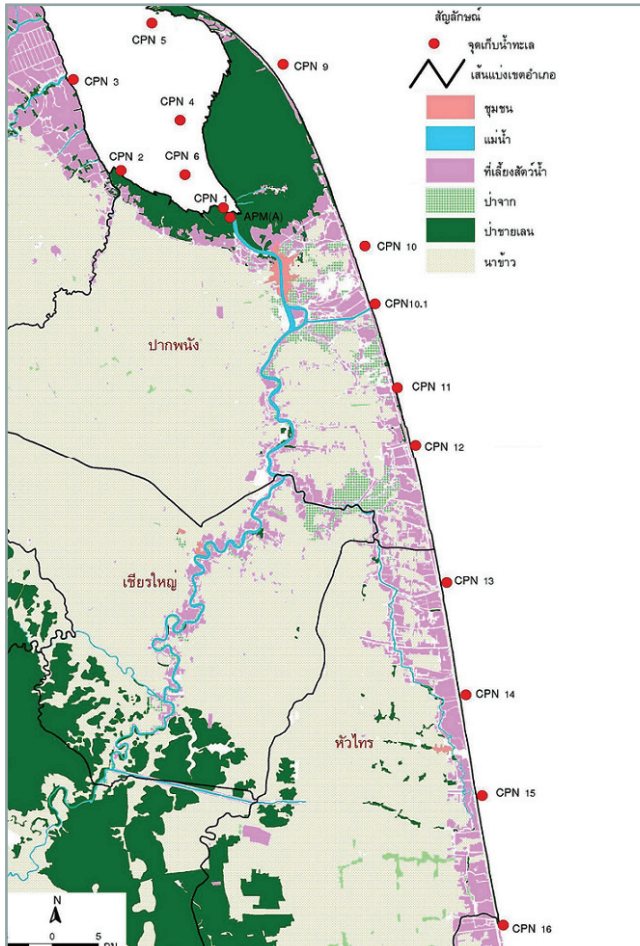 สัญลักษณ์
จุดเก็บน้ำทะเล
เส้นแบ่งเขตอำเภอ
ชุมชน
แม่น้ำ
ที่เลี้ยงสัตว์น้ำ
ป่าจาก
ป่าชายเลน
นาข้าว
CPN 5
CPN 9
CPN 3
CPN 4
CPN 2
CPN 6
CPN 1
APM(A)
CPN 10
CPN10.1
ปากพนัง
CPN 11
CPN 12
เชียรใหญ่
CPN 13
CPN 14
หัวไทร
CPN 15
CPN 16
N
0 5